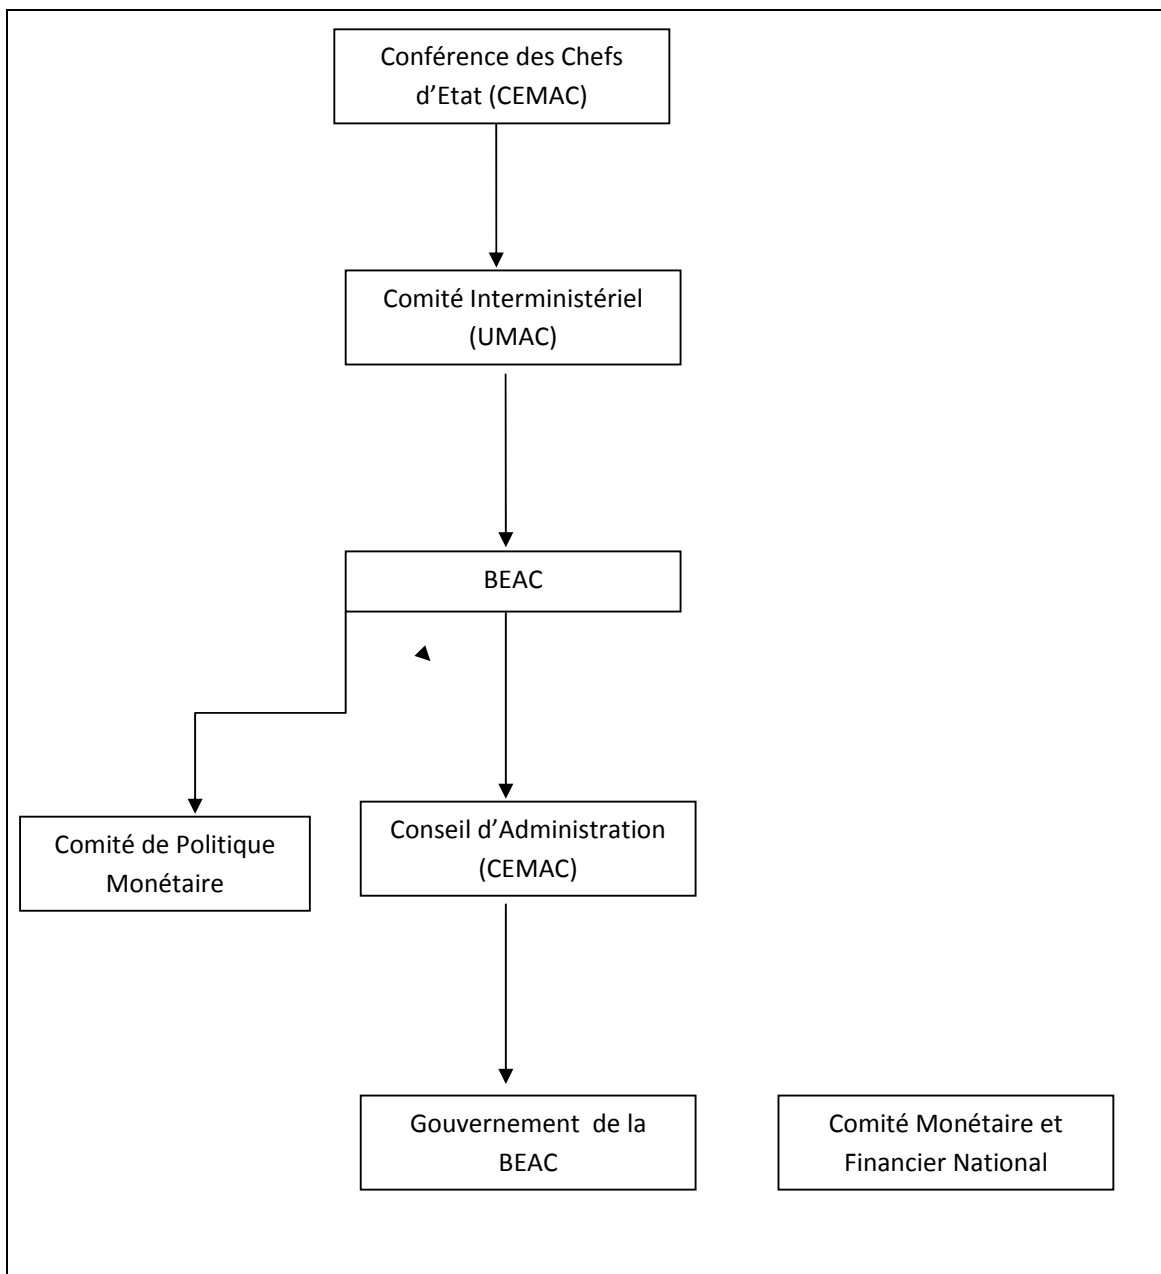 Conférence des Chefs
d’Etat (CEMAC)
Comité Interministériel
(UMAC)
BEAC
Comité de Politique
Monétaire
Conseil d’Administration
(CEMAC)
Gouvernement de la
BEAC
Comité Monétaire et
Financier National